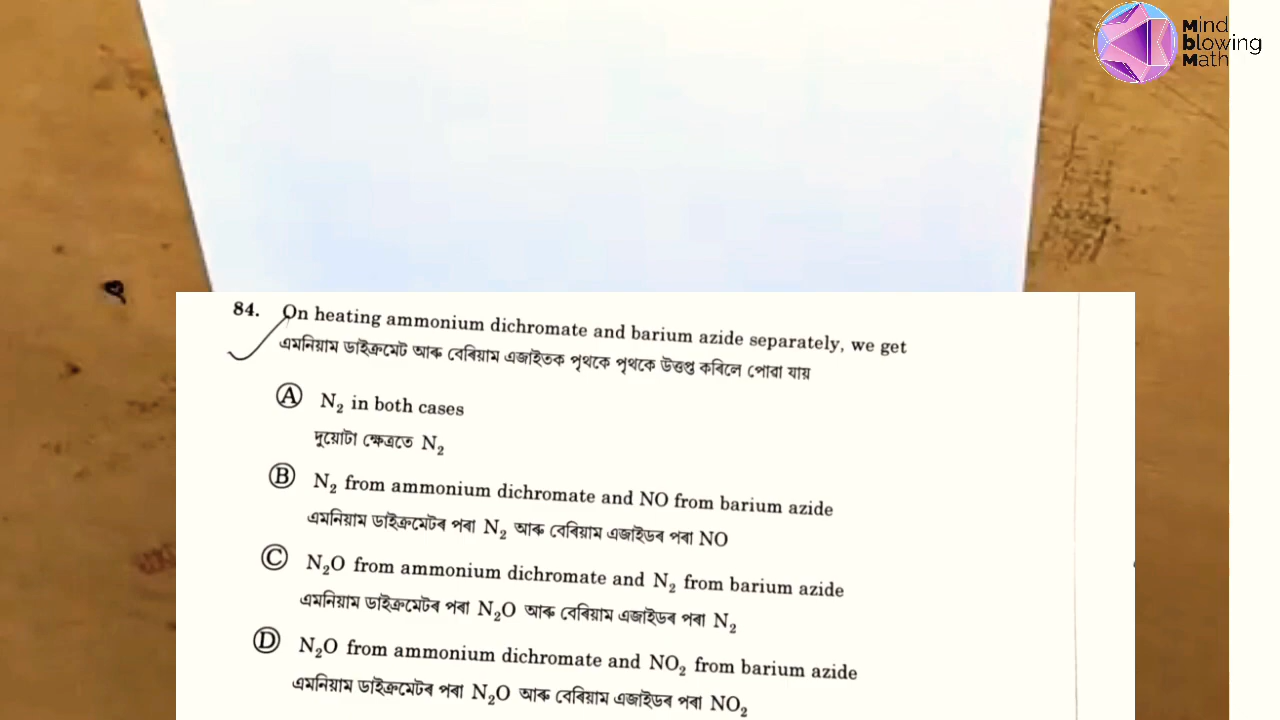 Mind
blowing
Math
84. On heating ammonium dichromate and barium azide separately, we get
এমনিয়াম ডাইক্ৰমেট আৰু বেৰিয়াম এজাইডক পৃথকে পৃথকে উত্তপ্ত কৰিলে পোৱা যায়
A N₂ in both cases
দুয়োটা ক্ষেত্ৰতে N₂
B N₂ from ammonium dichromate and NO from barium azide
এমনিয়াম ডাইক্ৰমেটৰ পৰা N₂ আৰু বেৰিয়াম এজাইডৰ পৰা NO
C N₂O from ammonium dichromate and N₂ from barium azide
এমনিয়াম ডাইক্ৰমেটৰ পৰা N₂O আৰু বেৰিয়াম এজাইডৰ পৰা N₂
D N₂O from ammonium dichromate and NO₂ from barium azide
এমনিয়াম ডাইক্ৰমেটৰ পৰা N₂O আৰু বেৰিয়াম এজাইডৰ পৰা NO₂